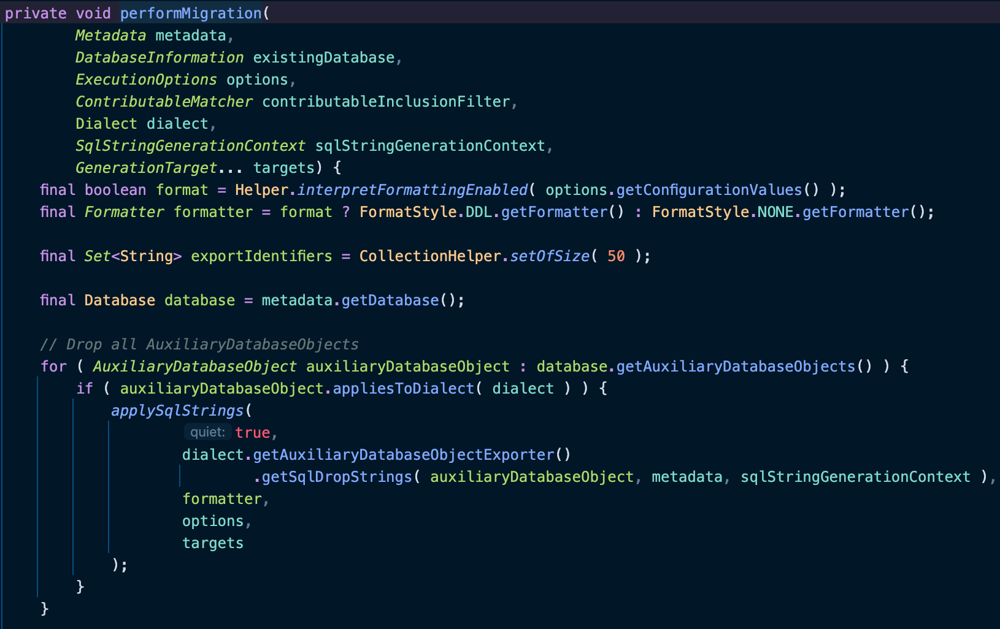 private void performMigration(
Metadata metadata,
DatabaseInformation existingDatabase,
ExecutionOptions options,
ContributableMatcher contributableInclusionFilter,
Dialect dialect,
SqlStringGenerationContext sqlStringGenerationContext,
GenerationTarget... targets) {
final boolean format = Helper.interpretFormattingEnabled( options.getConfigurationValues() );
final Formatter formatter = format ? FormatStyle.DDL.getFormatter() : FormatStyle.NONE.getFormatter();
final Set<String> exportIdentifiers = CollectionHelper.setOfSize( 50 );
final Database database = metadata.getDatabase();
// Drop all AuxiliaryDatabaseObjects
for ( AuxiliaryDatabaseObject auxiliaryDatabaseObject : database.getAuxiliaryDatabaseObjects() ) {
if ( auxiliaryDatabaseObject.appliesToDialect( dialect ) ) {
applySqlStrings(
quiet: true,
dialect.getAuxiliaryDatabaseObjectExporter()
.getSqlDropStrings( auxiliaryDatabaseObject, metadata, sqlStringGenerationContext ),
formatter,
options,
targets
);
}
}